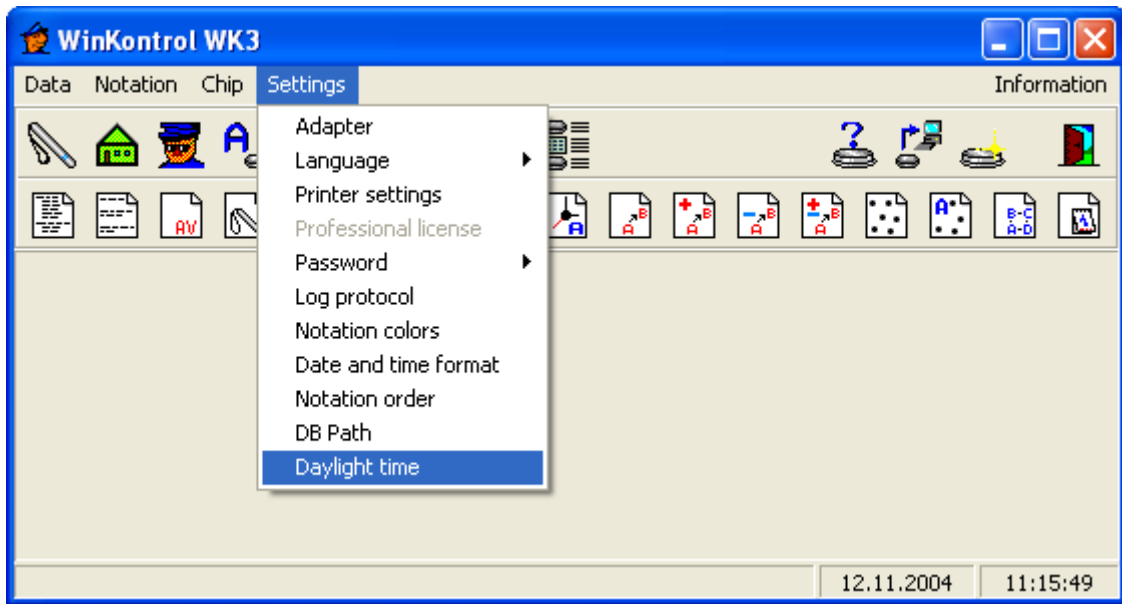 WinKontrol WK3
Data Notation Chip Settings Information
Adapter
Language
Printer settings
Professional license
Password
Log protocol
Notation colors
Date and time format
Notation order
DB Path
Daylight time
A ?
AV A B A + B A - B A ± B A A B-C A-D A
12.11.2004 11:15:49